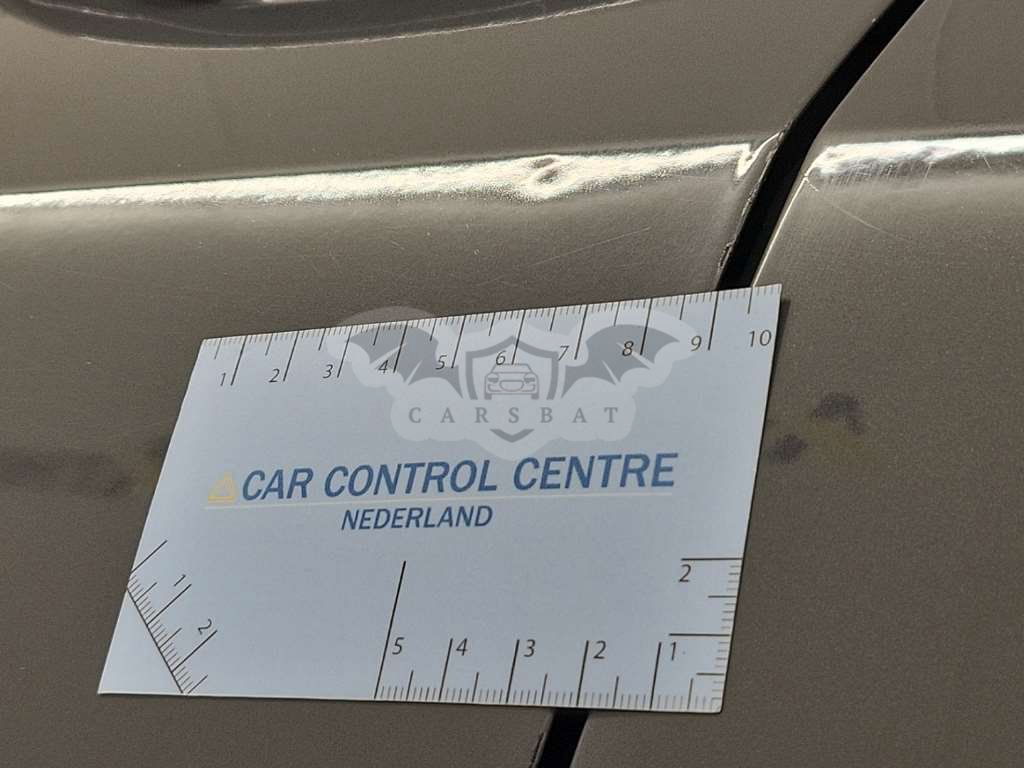 1 2 3 4 5 6 7 8 9 10
CARSBAT
CAR CONTROL CENTRE
NEDERLAND
1 2
2
5 4 3 2 1